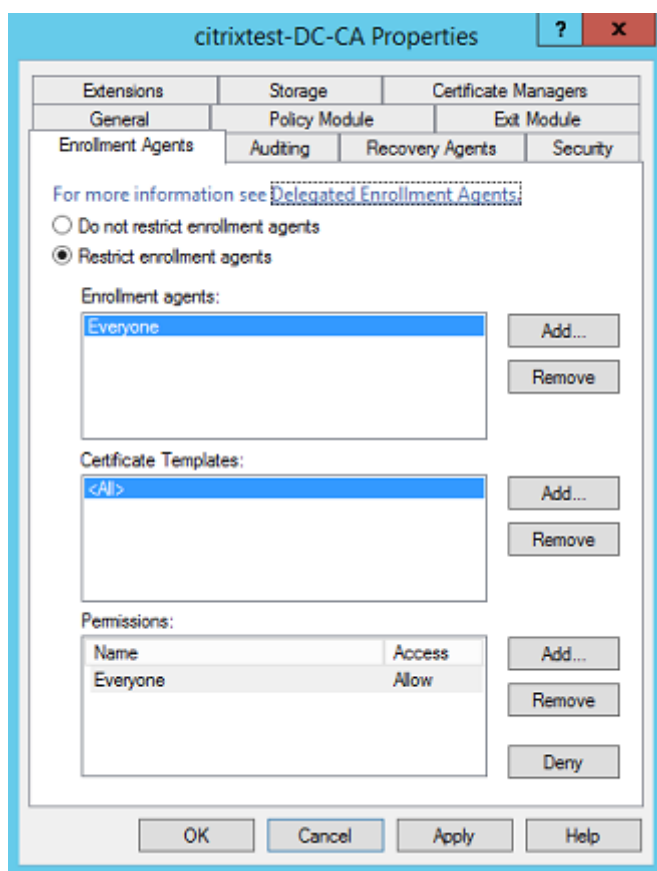 citrixtest-DC-CA Properties
? x
Extensions Storage Certificate Managers
General Policy Module Exit Module
Enrollment Agents Auditing Recovery Agents Security
For more information see Delegated Enrollment Agents.
Do not restrict enrollment agents
Restrict enrollment agents
Enrollment agents:
Everyone
Add...
Remove
Certificate Templates:
<All>
Add...
Remove
Permissions:
Name Access
Everyone Allow
Add...
Remove
Deny
OK Cancel Apply Help